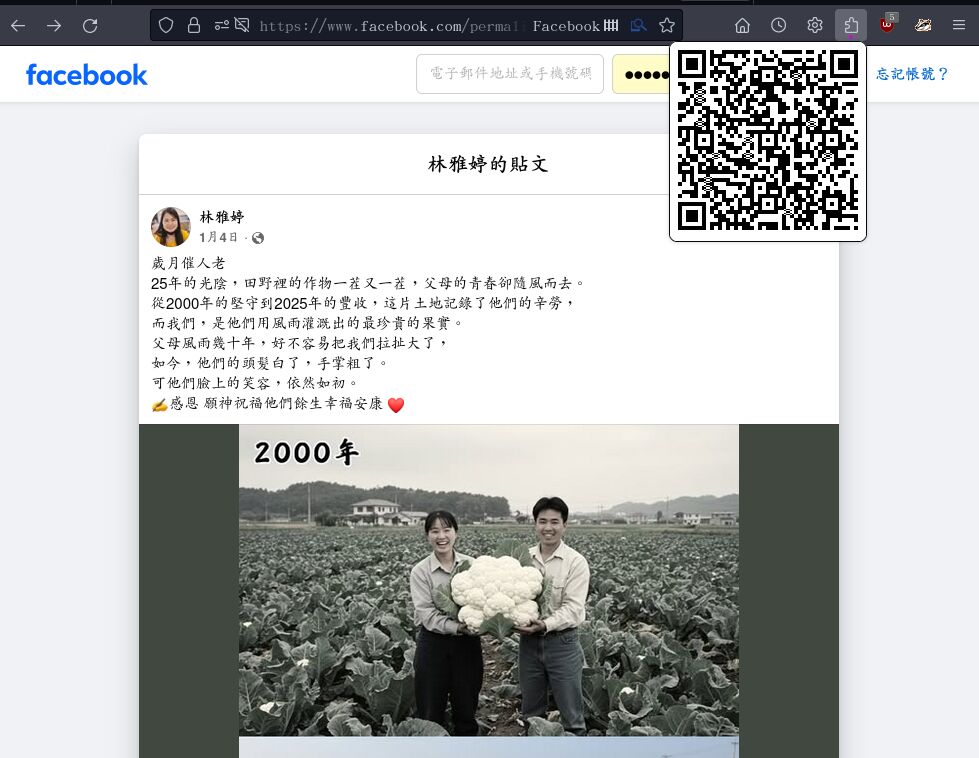 https://www.facebook.com/permal
Facebook
5
facebook
電子郵件地址或手機號碼
忘記帳號？
林雅婷的貼文
林雅婷
1月4日 ·
歲月催人老
25年的光陰，田野裡的作物一茬又一茬，父母的青春卻隨風而去。
從2000年的堅守到2025年的豐收，這片土地記錄了他們的辛勞，
而我們，是他們用風雨灌溉出的最珍貴的果實。
父母風雨幾十年，好不容易把我們拉扯大了，
如今，他們的頭髮白了，手掌粗了。
可他們臉上的笑容，依然如初。
✍️感恩 願神祝福他們餘生幸福安康 ❤️
2000年